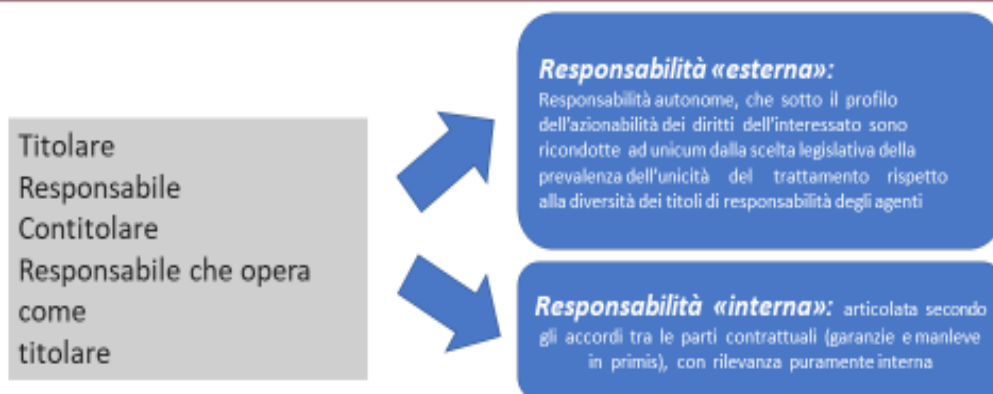 Titolare
Responsabile
Contitolare
Responsabile che opera
come
titolare
Responsabilità «esterna»:
Responsabilità autonome, che sotto il profilo
dell'azionabilità dei diritti dell'interessato sono
ricondotte ad unicum dalla scelta legislativa della
prevalenza dell'unicità del trattamento rispetto
alla diversità dei titoli di responsabilità degli agenti
Responsabilità «interna»: articolata secondo
gli accordi tra le parti contrattuali (garanzie e manleve
in primis), con rilevanza puramente interna